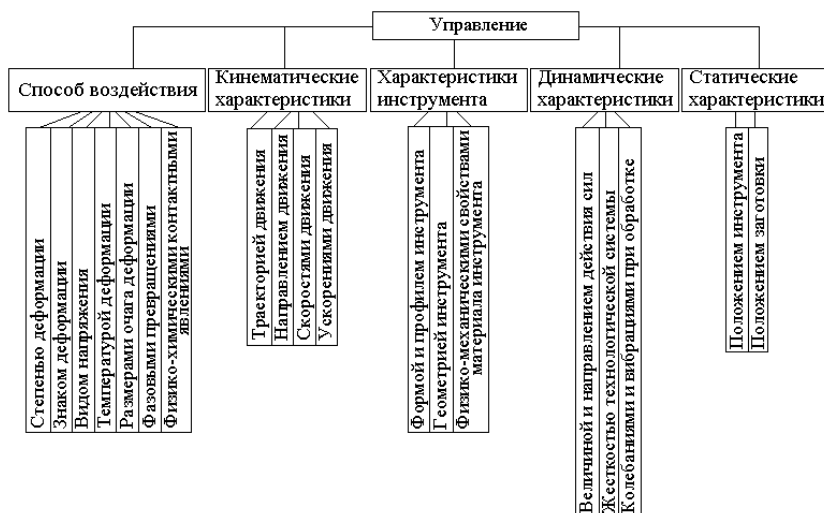 Управление
Способ воздействия
Кинематические
характеристики
Характеристики
инструмента
Динамические
характеристики
Статические
характеристики
Степенью деформации
Знаком деформации
Видом напряжения
Температурой деформации
Размерами очага деформации
Фазовыми превращениями
Физико-химическими контактными
явлениями
Траекторией движения
Направлением движения
Скоростями движения
Ускорениями движения
Формой и профилем инструмента
Геометрией инструмента
Физико-механическими свойствами
материала инструмента
Величиной и направлением действия сил
Жесткостью технологической системы
Колебаниями и вибрациями при обработке
Положением инструмента
Положением заготовки